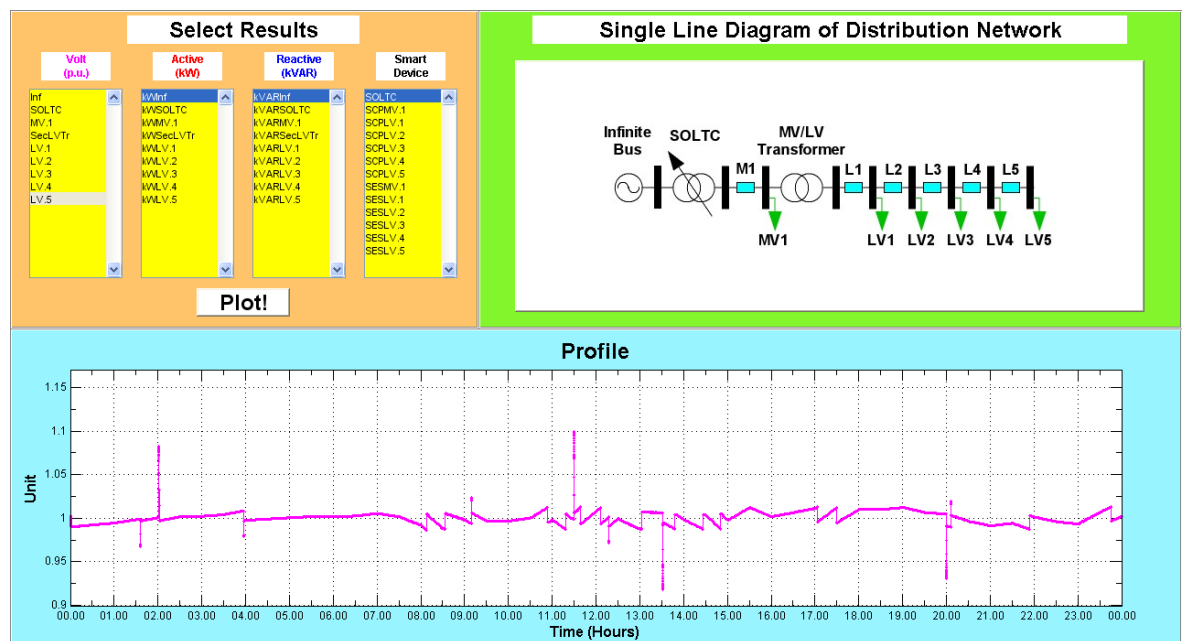 Select Results
Volt
(p.u.)
Active
(kW)
Reactive
(kVAR)
Smart
Device
Inf
SOLTC
MV.1
SecLVTr
LV.1
LV.2
LV.3
LV.4
LV.5
kWInf
kWSOLTC
kWMV.1
kWSecLVTr
kWLV.1
kWLV.2
kWLV.3
kWLV.4
kWLV.5
kVARInf
kVARSOLTC
kVARMV.1
kVARSecLVTr
kVARLV.1
kVARLV.2
kVARLV.3
kVARLV.4
kVARLV.5
SOLTC
SCPMV.1
SCPLV.1
SCPLV.2
SCPLV.3
SCPLV.4
SCPLV.5
SESMV.1
SESLV.1
SESLV.2
SESLV.3
SESLV.4
SESLV.5
Plot!
Single Line Diagram of Distribution Network
Infinite
Bus
SOLTC
MV/LV
Transformer
M1
L1
L2
L3
L4
L5
MV1
LV1
LV2
LV3
LV4
LV5
Profile
Unit
1.15
1.1
1.05
1
0.95
0.9
00.00 01.00 02.00 03.00 04.00 05.00 06.00 07.00 08.00 09.00 10.00 11.00 12.00 13.00 14.00 15.00 16.00 17.00 18.00 19.00 20.00 21.00 22.00 23.00 00.00
Time (Hours)